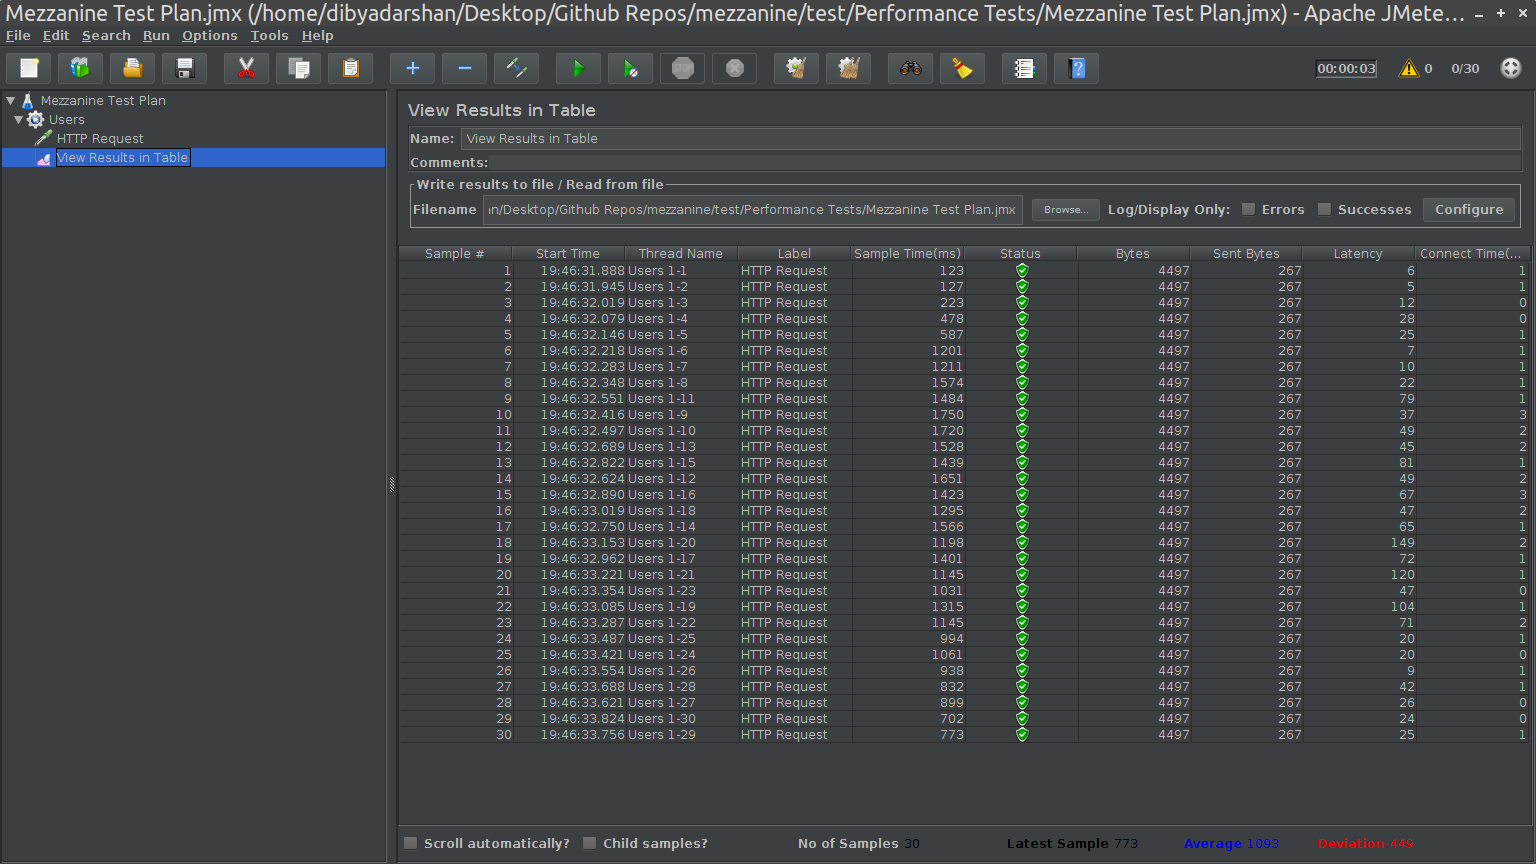 Mezzanine Test Plan.jmx (/home/dibyadarshan/Desktop/Github Repos/mezzanine/test/Performance Tests/Mezzanine Test Plan.jmx) - Apache JMete...
File Edit Search Run Options Tools Help
STOP
00:00:03 0 0/30
Mezzanine Test Plan
Users
HTTP Request
View Results in Table
View Results in Table
Name: View Results in Table
Comments:
Write results to file / Read from file
Filename ın/Desktop/Github Repos/mezzanine/test/Performance Tests/Mezzanine Test Plan.jmx Browse... Log/Display Only: Errors Successes Configure
Sample # Start Time Thread Name Label Sample Time(ms) Status Bytes Sent Bytes Latency Connect Time(...
1 19:46:31.888 Users 1-1 HTTP Request 123 4497 267 6 1
2 19:46:31.945 Users 1-2 HTTP Request 127 4497 267 5 1
3 19:46:32.019 Users 1-3 HTTP Request 223 4497 267 12 0
4 19:46:32.079 Users 1-4 HTTP Request 478 4497 267 28 0
5 19:46:32.146 Users 1-5 HTTP Request 587 4497 267 25 1
6 19:46:32.218 Users 1-6 HTTP Request 1201 4497 267 7 1
7 19:46:32.283 Users 1-7 HTTP Request 1211 4497 267 10 1
8 19:46:32.348 Users 1-8 HTTP Request 1574 4497 267 22 1
9 19:46:32.551 Users 1-11 HTTP Request 1484 4497 267 79 1
10 19:46:32.416 Users 1-9 HTTP Request 1750 4497 267 37 3
11 19:46:32.497 Users 1-10 HTTP Request 1720 4497 267 49 2
12 19:46:32.689 Users 1-13 HTTP Request 1528 4497 267 45 2
13 19:46:32.822 Users 1-15 HTTP Request 1439 4497 267 81 1
14 19:46:32.624 Users 1-12 HTTP Request 1651 4497 267 49 2
15 19:46:32.890 Users 1-16 HTTP Request 1423 4497 267 67 3
16 19:46:33.019 Users 1-18 HTTP Request 1295 4497 267 47 2
17 19:46:32.750 Users 1-14 HTTP Request 1566 4497 267 65 1
18 19:46:33.153 Users 1-20 HTTP Request 1198 4497 267 149 2
19 19:46:32.962 Users 1-17 HTTP Request 1401 4497 267 72 1
20 19:46:33.221 Users 1-21 HTTP Request 1145 4497 267 120 1
21 19:46:33.354 Users 1-23 HTTP Request 1031 4497 267 47 0
22 19:46:33.085 Users 1-19 HTTP Request 1315 4497 267 104 1
23 19:46:33.287 Users 1-22 HTTP Request 1145 4497 267 71 2
24 19:46:33.487 Users 1-25 HTTP Request 994 4497 267 20 1
25 19:46:33.421 Users 1-24 HTTP Request 1061 4497 267 20 0
26 19:46:33.554 Users 1-26 HTTP Request 938 4497 267 9 1
27 19:46:33.688 Users 1-28 HTTP Request 832 4497 267 42 1
28 19:46:33.621 Users 1-27 HTTP Request 899 4497 267 26 0
29 19:46:33.824 Users 1-30 HTTP Request 702 4497 267 24 0
30 19:46:33.756 Users 1-29 HTTP Request 773 4497 267 25 1
Scroll automatically? Child samples? No of Samples 30 Latest Sample 773 Average 1093 Deviation 449